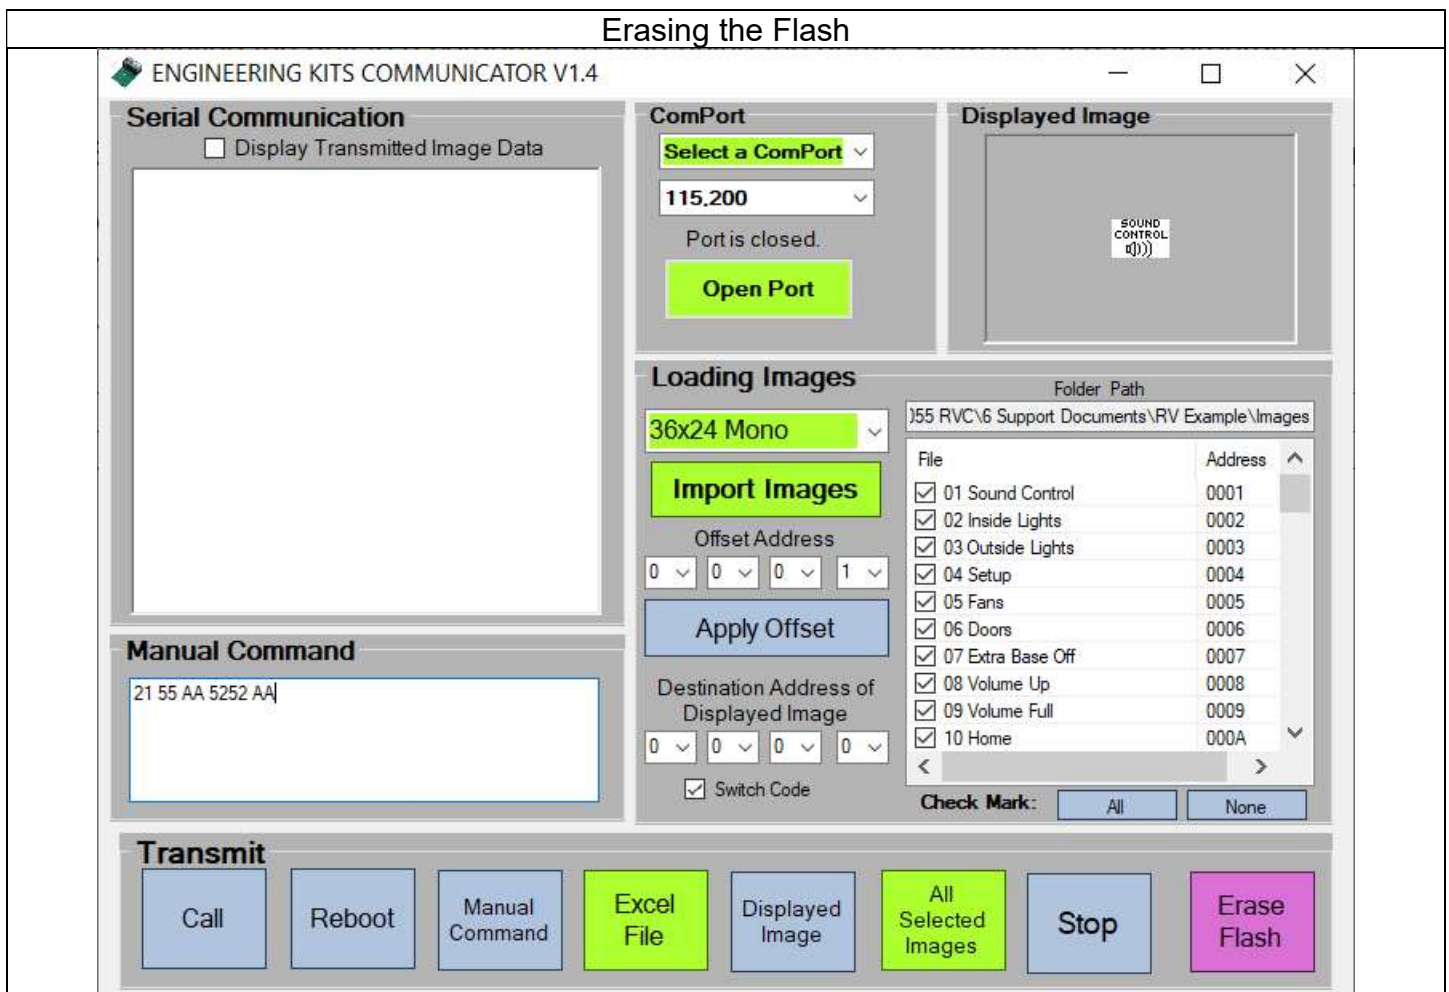 Erasing the Flash
ENGINEERING KITS COMMUNICATOR V1.4
Serial Communication
Display Transmitted Image Data
ComPort
Select a ComPort
115,200
Port is closed.
Open Port
Displayed Image
SOUND
CONTROL
Manual Command
21 55 AA 5252 AA
Loading Images
36x24 Mono
Import Images
Offset Address
0 0 0 1
Apply Offset
Destination Address of
Displayed Image
0 0 0 0
Switch Code
Folder Path
)55 RVC\6 Support Documents\RV Example\Images
File Address
01 Sound Control 0001
02 Inside Lights 0002
03 Outside Lights 0003
04 Setup 0004
05 Fans 0005
06 Doors 0006
07 Extra Base Off 0007
08 Volume Up 0008
09 Volume Full 0009
10 Home 000A
Check Mark: All None
Transmit
Call
Reboot
Manual
Command
Excel
File
Displayed
Image
All
Selected
Images
Stop
Erase
Flash